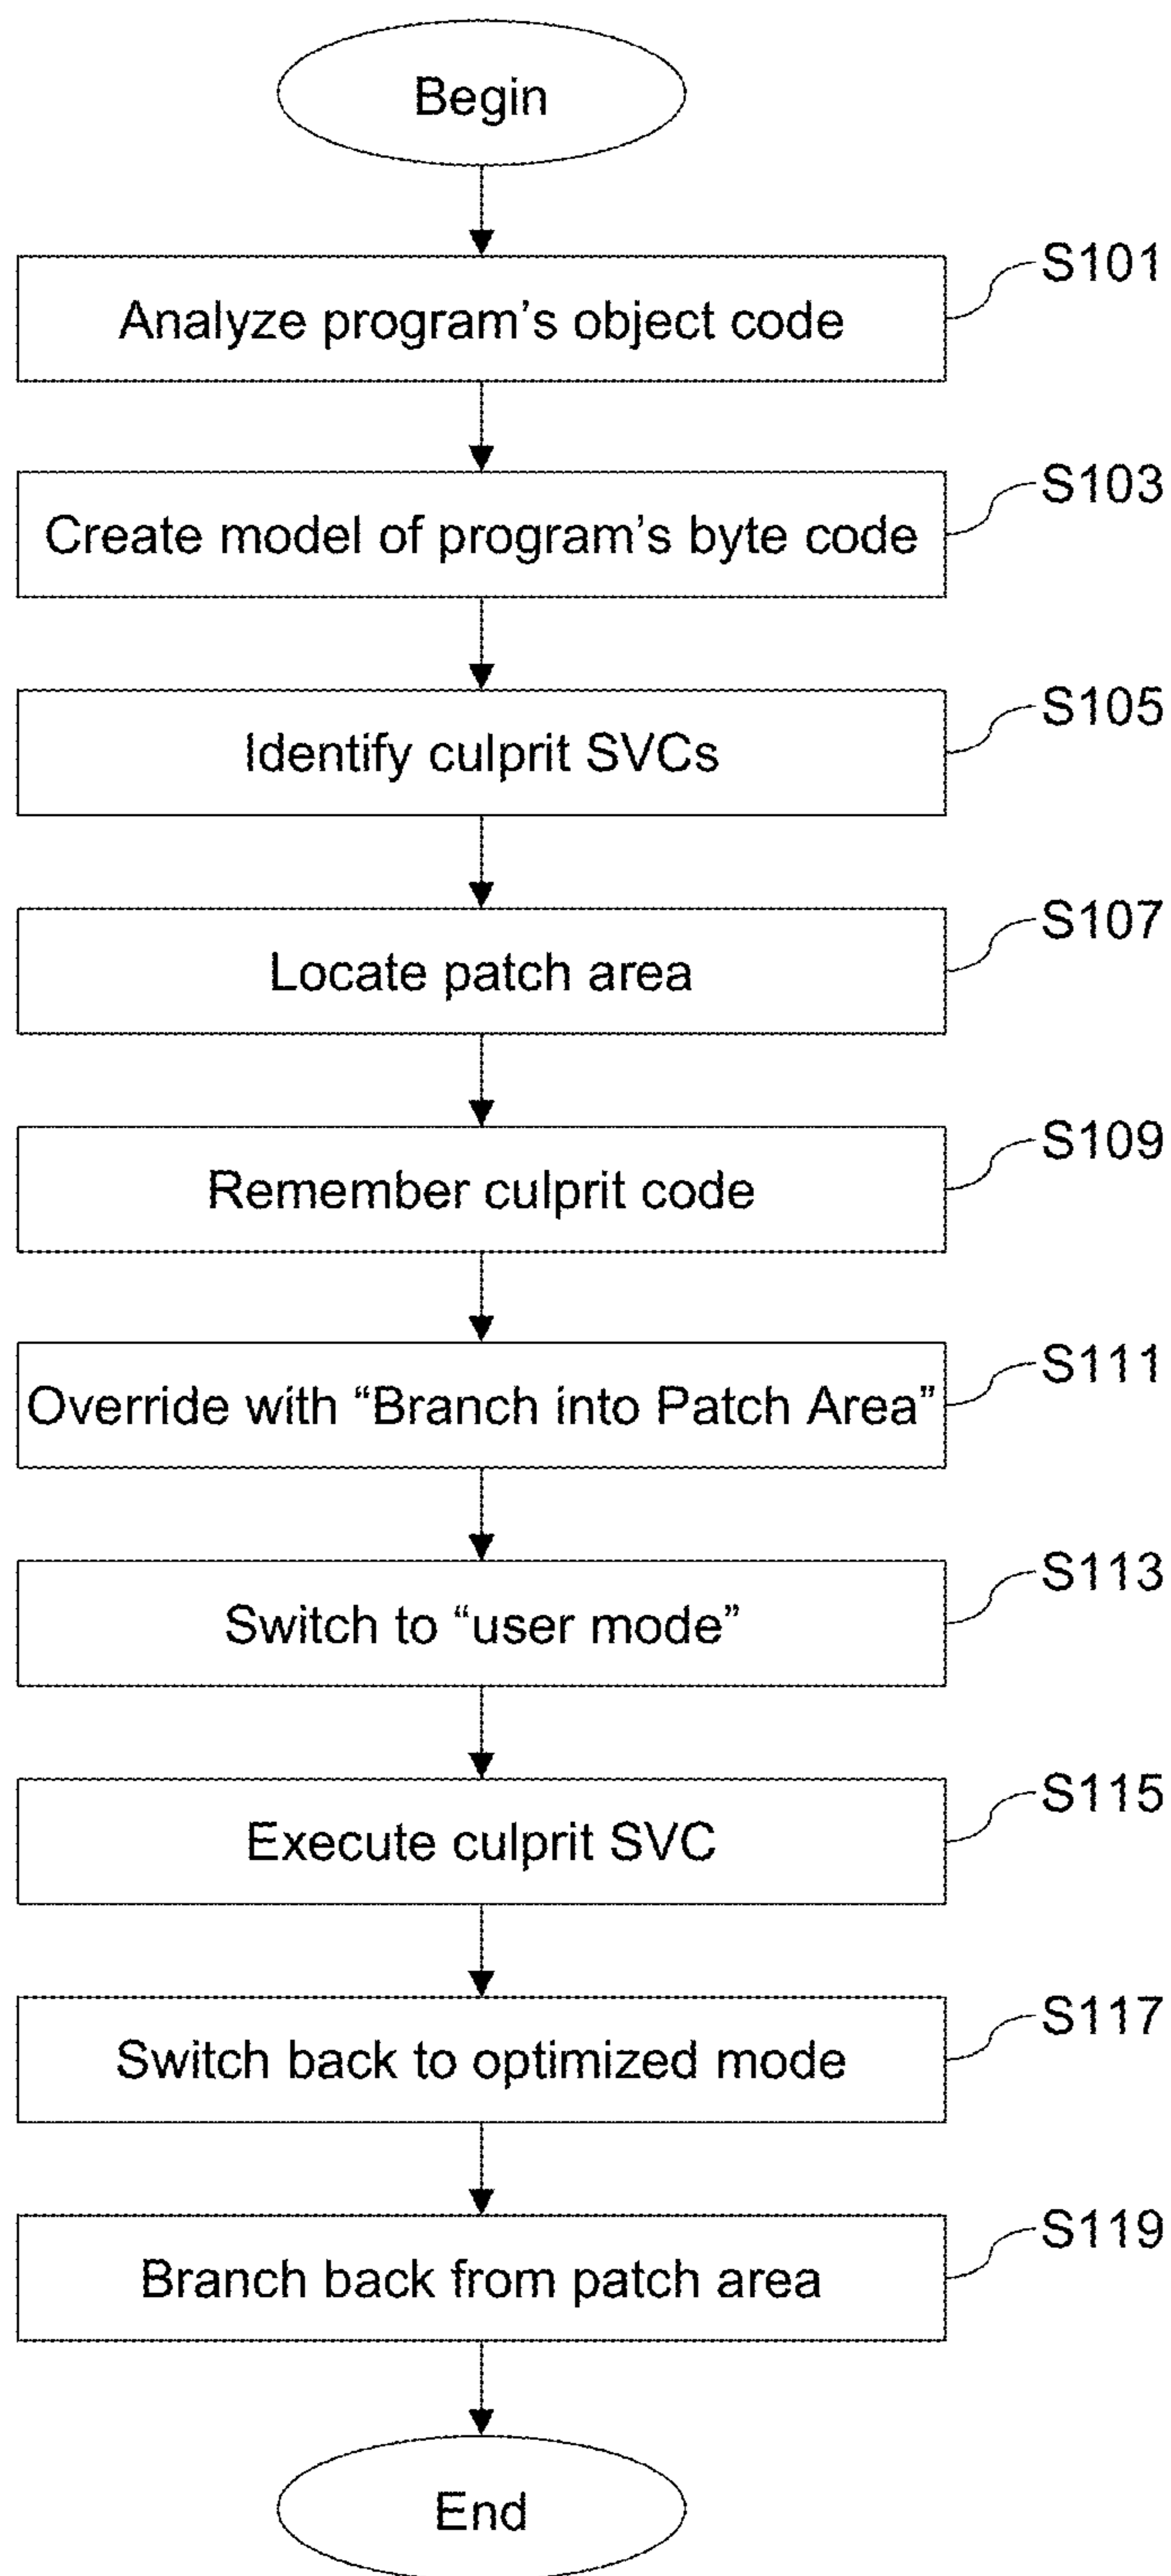 Begin
S101
Analyze program’s object code
S103
Create model of program’s byte code
S105
Identify culprit SVCs
S107
Locate patch area
S109
Remember culprit code
S111
Override with “Branch into Patch Area”
S113
Switch to “user mode”
S115
Execute culprit SVC
S117
Switch back to optimized mode
S119
Branch back from patch area
End